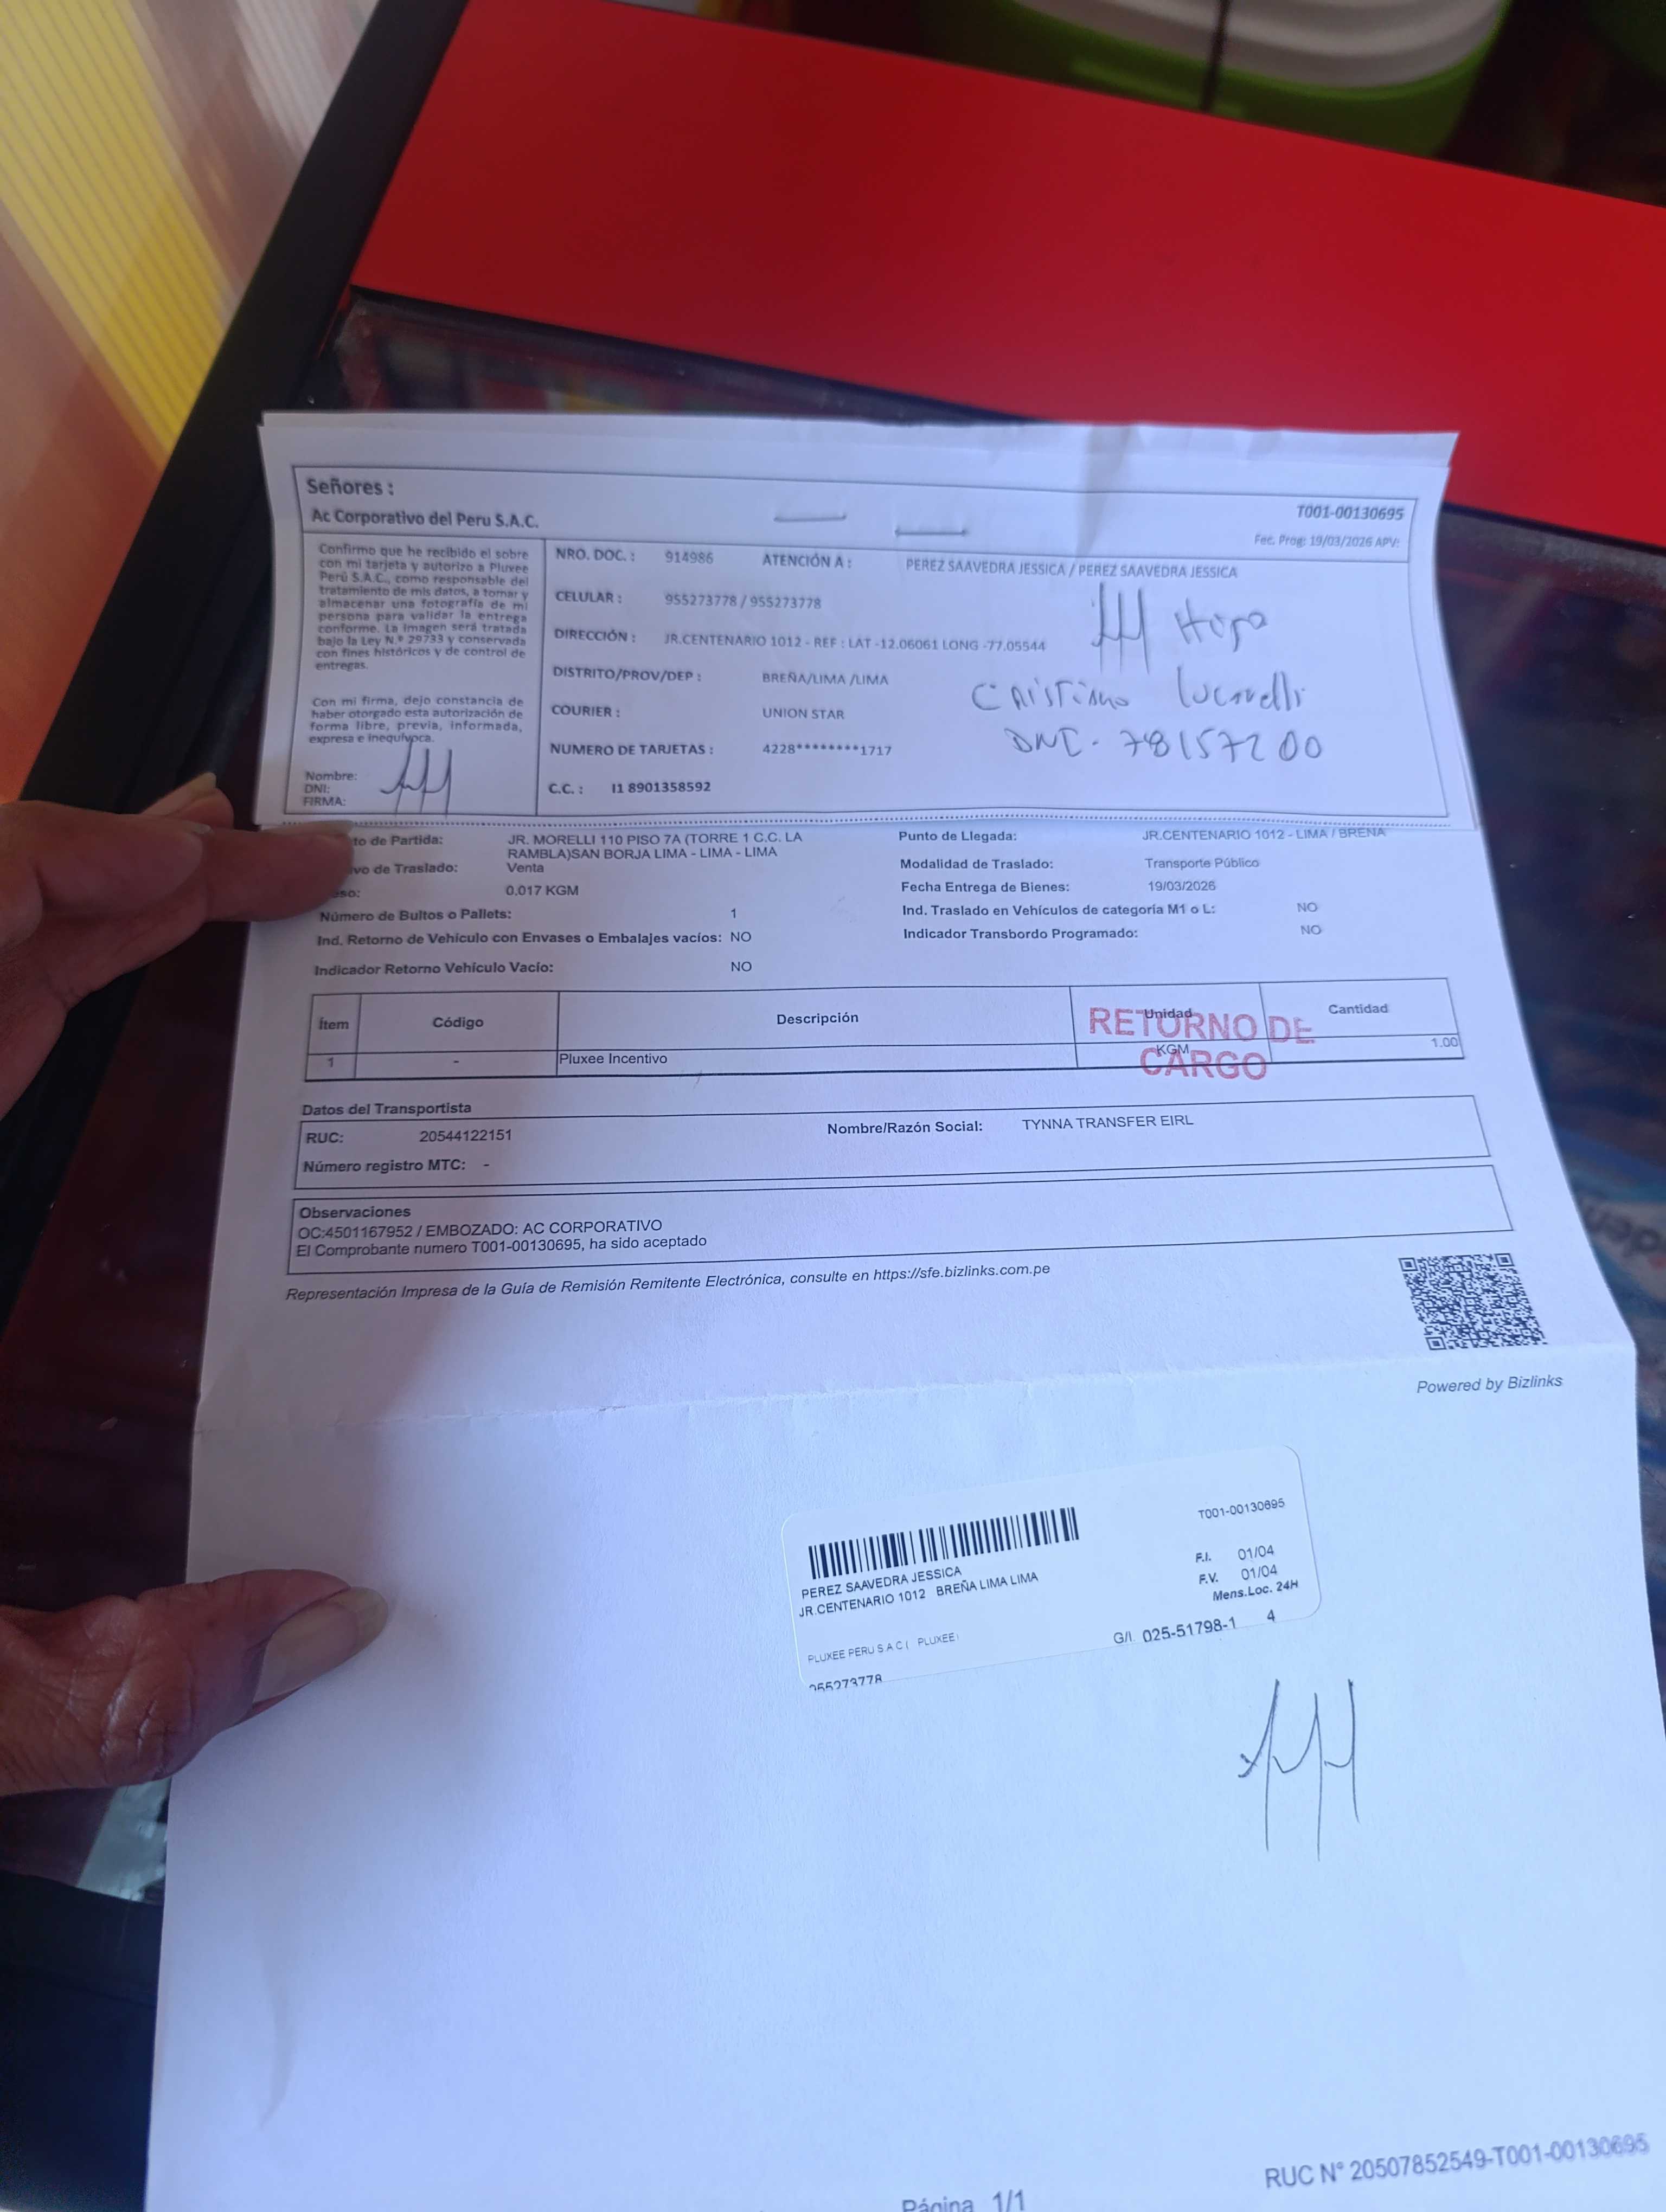 Señores :
Ac Corporativo del Peru S.A.C.
T001-00130695
Fec. Prog: 19/03/2026 APV:
Confirmo que he recibido el sobre
con mi tarjeta y autorizo a Pluxee
Perú S.A.C., como responsable del
tratamiento de mis datos, a tomar y
almacenar una fotografía de mi
persona para validar la entrega
conforme. La imagen será tratada
bajo la Ley N.º 29733 y conservada
con fines históricos y de control de
entregas.
Con mi firma, dejo constancia de
haber otorgado esta autorización de
forma libre, previa, informada,
expresa e inequívoca.
Nombre:
DNI:
FIRMA:
NRO. DOC. : 914986 ATENCIÓN A : PEREZ SAAVEDRA JESSICA / PEREZ SAAVEDRA JESSICA
CELULAR : 955273778 / 955273778
DIRECCIÓN : JR.CENTENARIO 1012 - REF : LAT -12.06061 LONG -77.05544
DISTRITO/PROV/DEP : BREÑA/LIMA /LIMA
COURIER : UNION STAR
NUMERO DE TARJETAS : 4228********1717
C.C. : I1 8901358592
Cristiano
DNI - 78157200
to de Partida: JR. MORELLI 110 PISO 7A (TORRE 1 C.C. LA
RAMBLA)SAN BORJA LIMA - LIMA - LIMA
Punto de Llegada: JR.CENTENARIO 1012 - LIMA / BREÑA
vo de Traslado: Venta
Modalidad de Traslado: Transporte Público
eso: 0,017 KGM
Fecha Entrega de Bienes: 19/03/2026
Número de Bultos o Pallets: 1
Ind. Traslado en Vehículos de categoría M1 o L: NO
Ind. Retorno de Vehículo con Envases o Embalajes vacíos: NO
Indicador Transbordo Programado: NO
Indicador Retorno Vehículo Vacío: NO
Ítem Código Descripción Unidad Cantidad
1 - Pluxee Incentivo KGM 1.00
RETORNO DE
CARGO
Datos del Transportista
RUC: 20544122151 Nombre/Razón Social: TYNNA TRANSFER EIRL
Número registro MTC: -
Observaciones
OC:4501167952 / EMBOZADO: AC CORPORATIVO
El Comprobante numero T001-00130695, ha sido aceptado
Representación Impresa de la Guía de Remisión Remitente Electrónica, consulte en https://sfe.bizlinks.com.pe
Powered by Bizlinks
T001-00130695
PEREZ SAAVEDRA JESSICA
JR.CENTENARIO 1012 BREÑA LIMA LIMA
F.I. 01/04
F.V. 01/04
Mens.Loc. 24H
PLUXEE PERU S A C ( PLUXEE)
G/I. 025-51798-1 4
955273778
RUC N° 20507852549-T001-00130695
Página 1/1